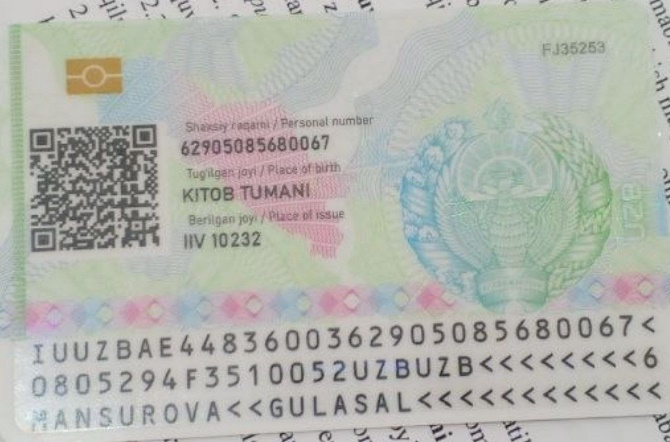 FJ35253
Shaxsiy raqami / Personal number
62905085680067
Tug'ilgan joyi / Place of birth
KITOB TUMANI
Berilgan joyi / Place of issue
IIV 10232
UZB
IUUZBAE4483600362905085680067<
0805294F3510052UZBUZB<<<<<<<<6
MANSUROVA<<GULASAL<<<<<<<<<<<<